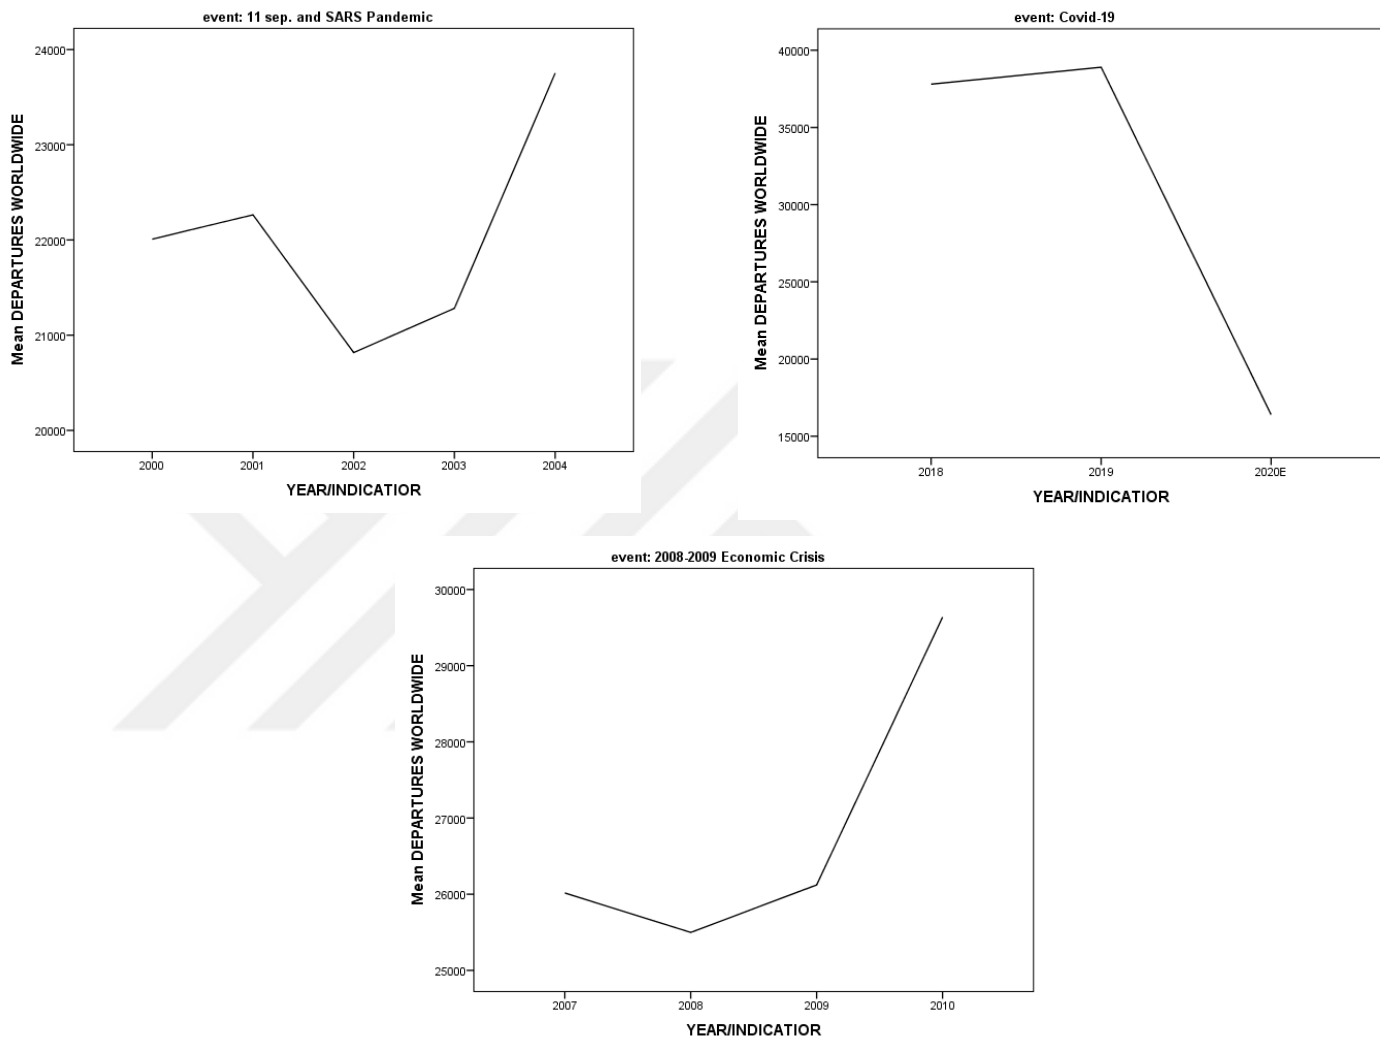 event: 11 sep. and SARS Pandemic
Mean DEPARTURES WORLDWIDE
24000
23000
22000
21000
20000
2000 2001 2002 2003 2004
YEAR/INDICATIOR
event: Covid-19
Mean DEPARTURES WORLDWIDE
40000
35000
30000
25000
20000
15000
2018 2019 2020E
YEAR/INDICATIOR
event: 2008-2009 Economic Crisis
Mean DEPARTURES WORLDWIDE
30000
29000
28000
27000
26000
25000
2007 2008 2009 2010
YEAR/INDICATIOR